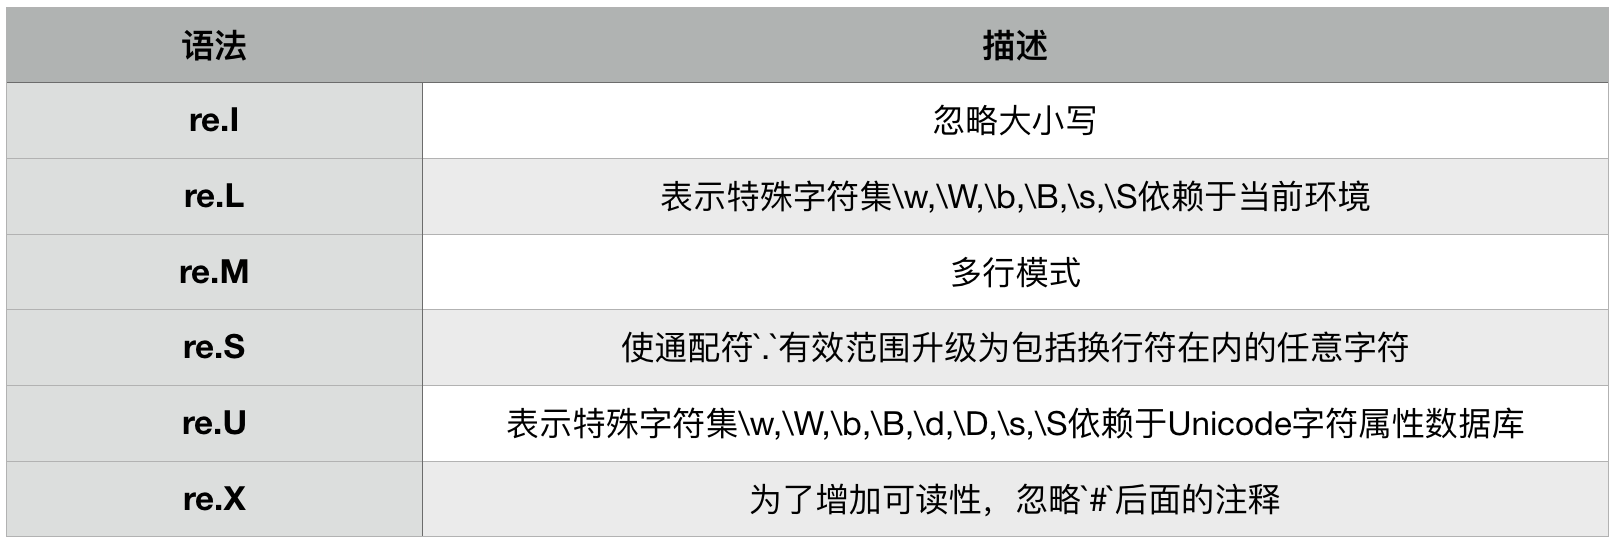 语法 描述
re.I 忽略大小写
re.L 表示特殊字符集\w,\W,\b,\B,\s,\S依赖于当前环境
re.M 多行模式
re.S 使通配符`.`有效范围升级为包括换行符在内的任意字符
re.U 表示特殊字符集\w,\W,\b,\B,\d,\D,\s,\S依赖于Unicode字符属性数据库
re.X 为了增加可读性，忽略`#`后面的注释